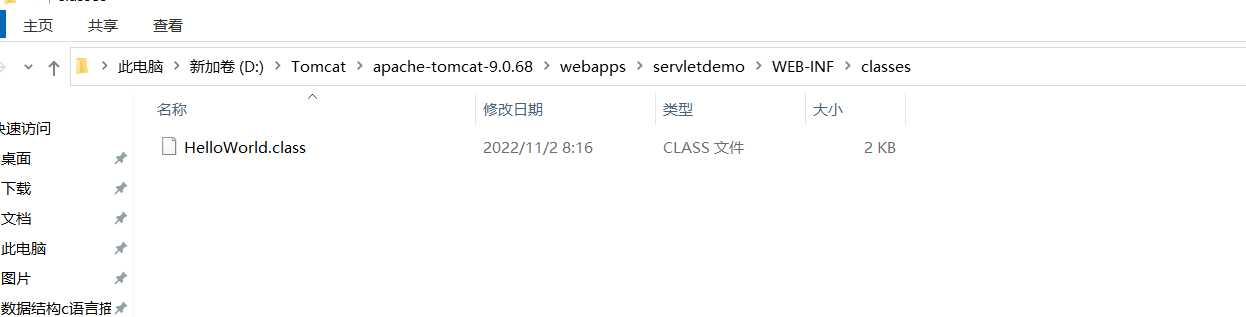 主页 共享 查看
此电脑 新加卷 (D:) Tomcat apache-tomcat-9.0.68 webapps servletdemo WEB-INF classes
名称 修改日期 类型 大小
快速访问
HelloWorld.class 2022/11/2 8:16 CLASS 文件 2 KB
桌面
下载
文档
此电脑
图片
数据结构c语言描